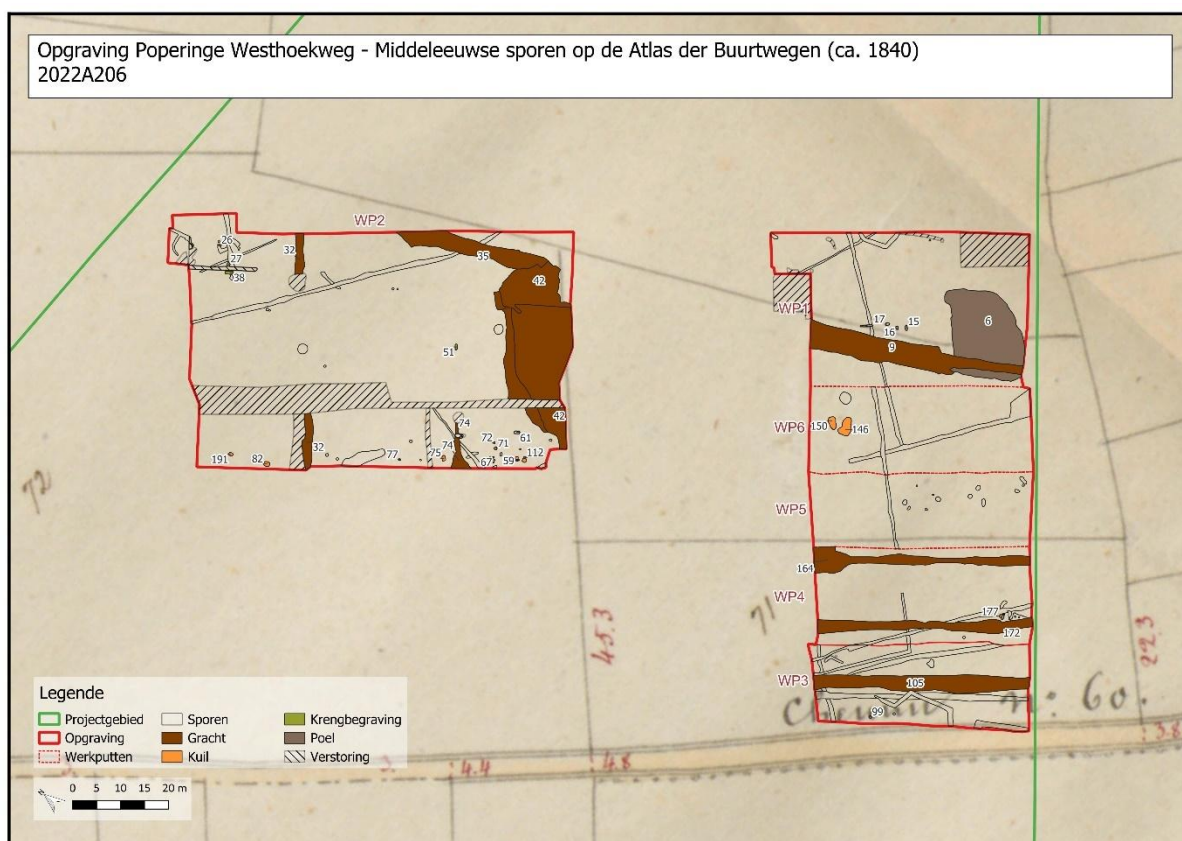 Opgraving Poperinge Westhoekweg - Middeleeuwse sporen op de Atlas der Buurtwegen (ca. 1840)
2022A206
WP2
26
27
38
32
35
42
51
42
191
82
32
77
75
74
74
72
71
67
61
59
112
WP1
17
16
15
6
9
WP6
150
146
WP5
164
WP4
177
172
WP3
105
99
72
71
45.3
22.3
Chemin n: 60.
3.8
4.4
4.8
Legende
Projectgebied
Opgraving
Werkputten
Sporen
Gracht
Kuil
Krengbegraving
Poel
Verstoring
0 5 10 15 20 m